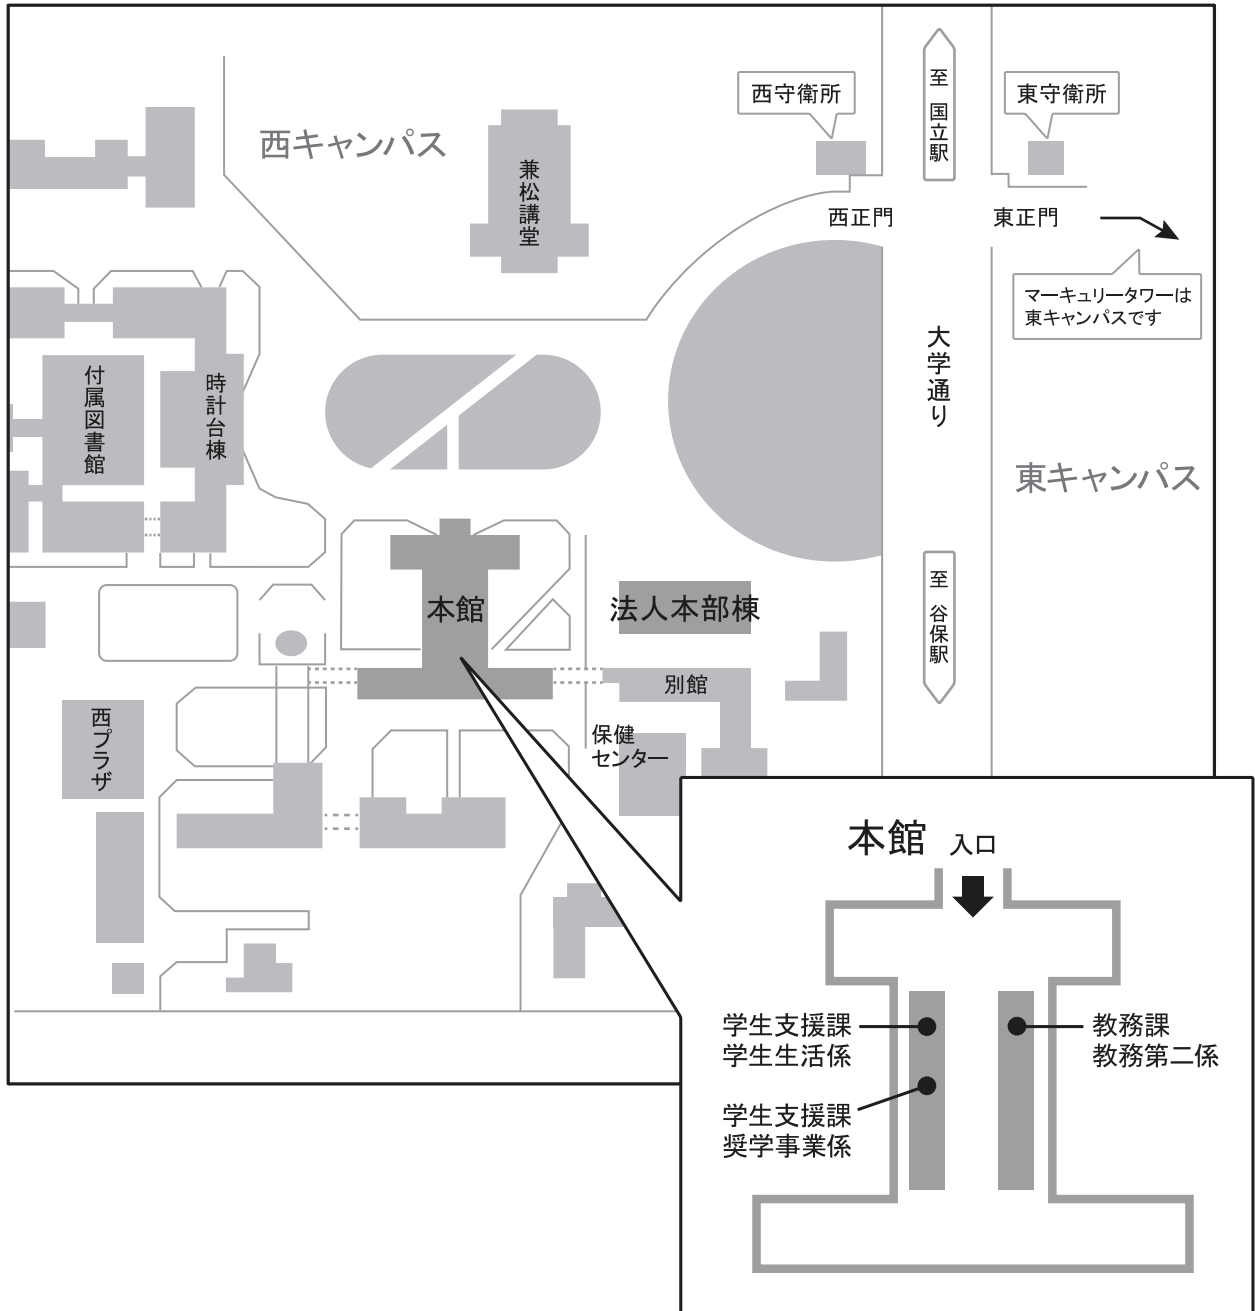 西キャンパス
兼松講堂
西守衛所
至 国立駅
東守衛所
西正門
東正門
マーキュリータワーは
東キャンパスです
大学通り
東キャンパス
付属図書館
時計台棟
本館
法人本部棟
至 谷保駅
別館
西プラザ
保健
センター
本館 入口
学生支援課
学生生活係
教務課
教務第二係
学生支援課
奨学事業係